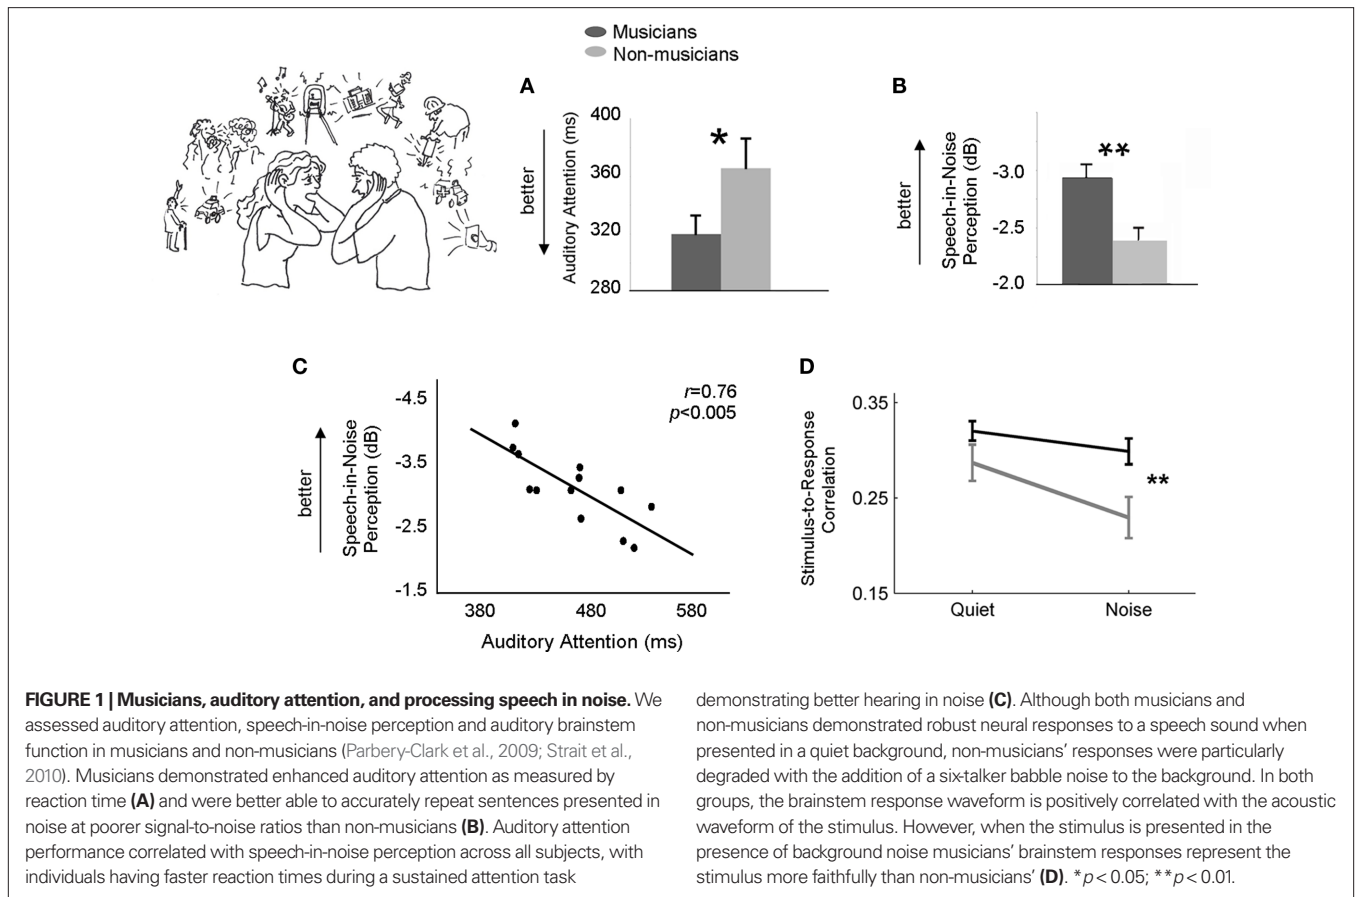 Musicians
Non-musicians
A
400
360
320
280
Auditory Attention (ms)
better
*
B
-3.0
-2.5
-2.0
Speech-in-Noise
Perception (dB)
better
**
C
-4.5
-3.5
-2.5
-1.5
Speech-in-Noise
Perception (dB)
better
r=0.76
p<0.005
380 480 580
Auditory Attention (ms)
D
0.35
0.25
0.15
Stimulus-to-Response
Correlation
**
Quiet Noise
FIGURE 1 | Musicians, auditory attention, and processing speech in noise. We
assessed auditory attention, speech-in-noise perception and auditory brainstem
function in musicians and non-musicians (Parbery-Clark et al., 2009; Strait et al.,
2010). Musicians demonstrated enhanced auditory attention as measured by
reaction time (A) and were better able to accurately repeat sentences presented in
noise at poorer signal-to-noise ratios than non-musicians (B). Auditory attention
performance correlated with speech-in-noise perception across all subjects, with
individuals having faster reaction times during a sustained attention task
demonstrating better hearing in noise (C). Although both musicians and
non-musicians demonstrated robust neural responses to a speech sound when
presented in a quiet background, non-musicians' responses were particularly
degraded with the addition of a six-talker babble noise to the background. In both
groups, the brainstem response waveform is positively correlated with the acoustic
waveform of the stimulus. However, when the stimulus is presented in the
presence of background noise musicians' brainstem responses represent the
stimulus more faithfully than non-musicians' (D). *p < 0.05; **p < 0.01.